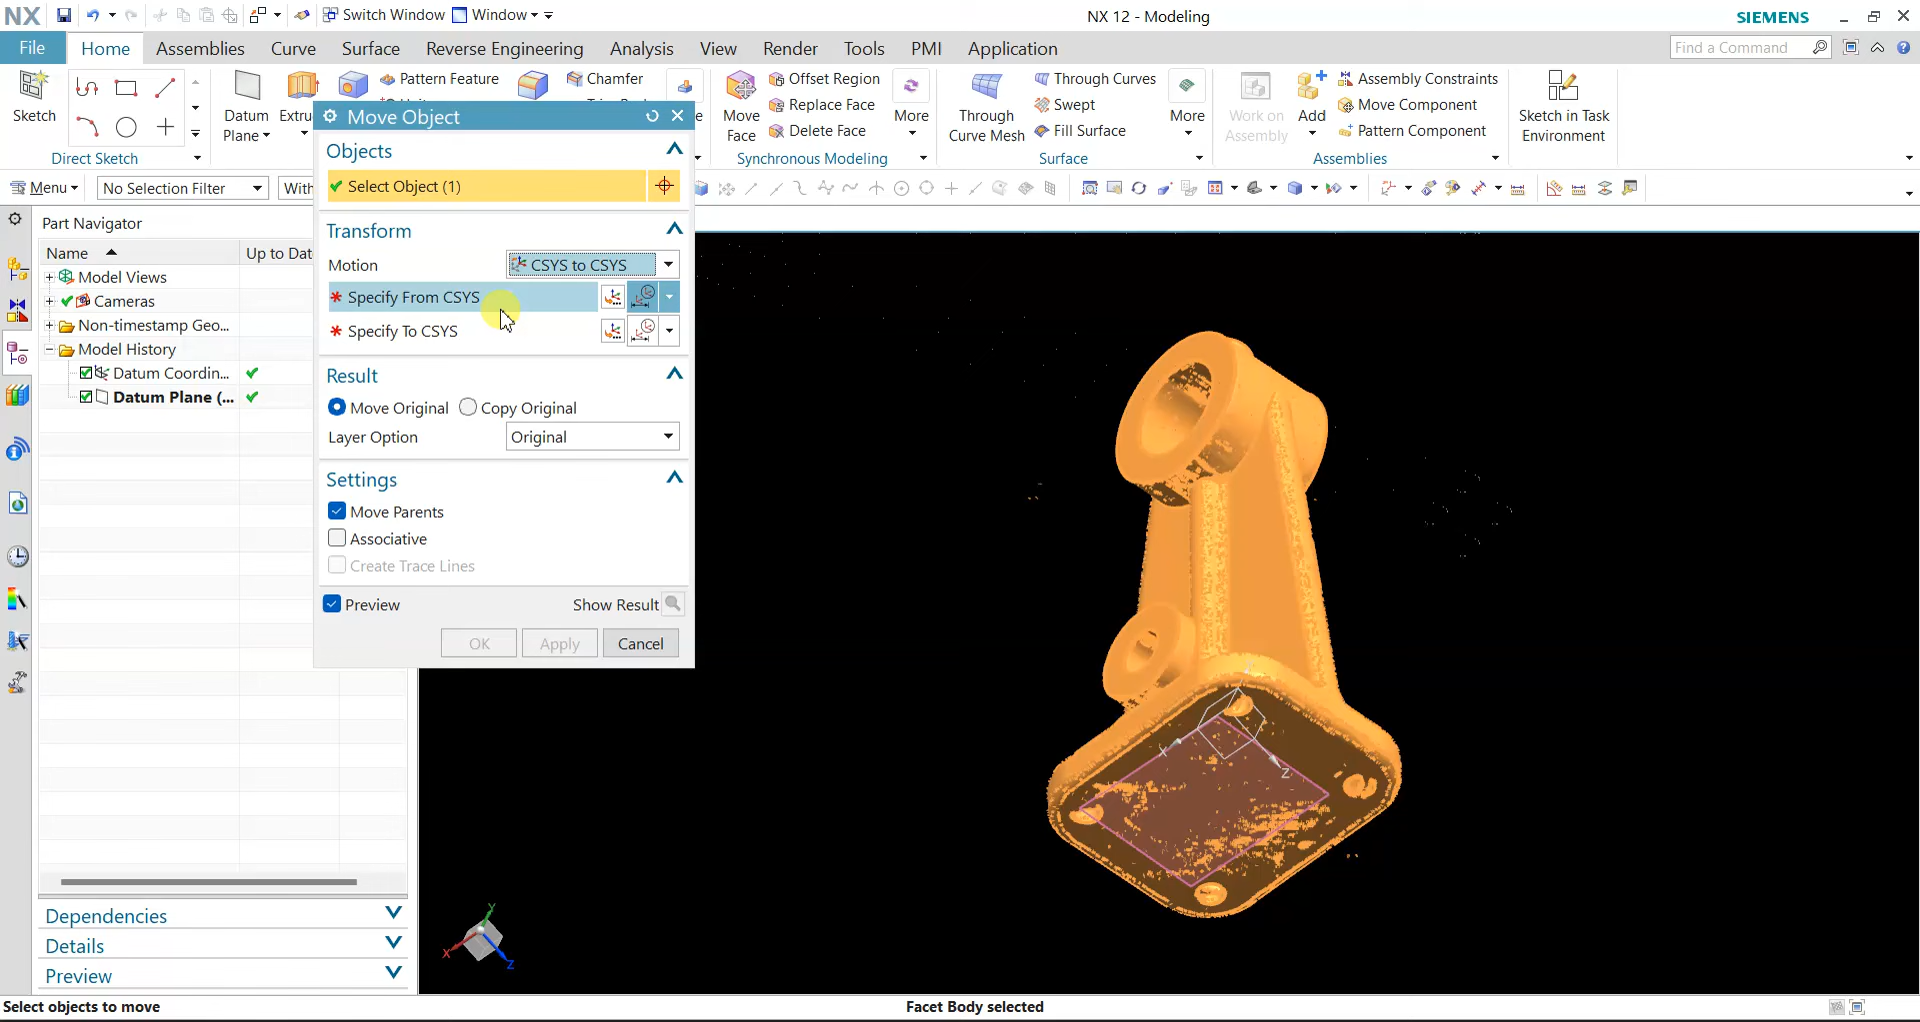 NX Switch Window Window NX 12 - Modeling SIEMENS
File Home Assemblies Curve Surface Reverse Engineering Analysis View Render Tools PMI Application Find a Command
Pattern Feature Chamfer Offset Region Through Curves Assembly Constraints
Replace Face Swept Move Component
Sketch Datum Plane Extru Move Face More Through Curve Mesh More Work on Assembly Add Sketch in Task Environment
Delete Face Fill Surface Pattern Component
Direct Sketch Synchronous Modeling Surface Assemblies
Menu No Selection Filter With
Part Navigator
Name Up to Dat
Model Views
Cameras
Non-timestamp Geo...
Model History
Datum Coordin...
Datum Plane (...
Dependencies
Details
Preview
Move Object
Objects
Select Object (1)
Transform
Motion CSYS to CSYS
* Specify From CSYS
* Specify To CSYS
Result
Move Original Copy Original
Layer Option Original
Settings
Move Parents
Associative
Create Trace Lines
Preview Show Result
OK Apply Cancel
X
Z
Y
X
Z
Select objects to move Facet Body selected